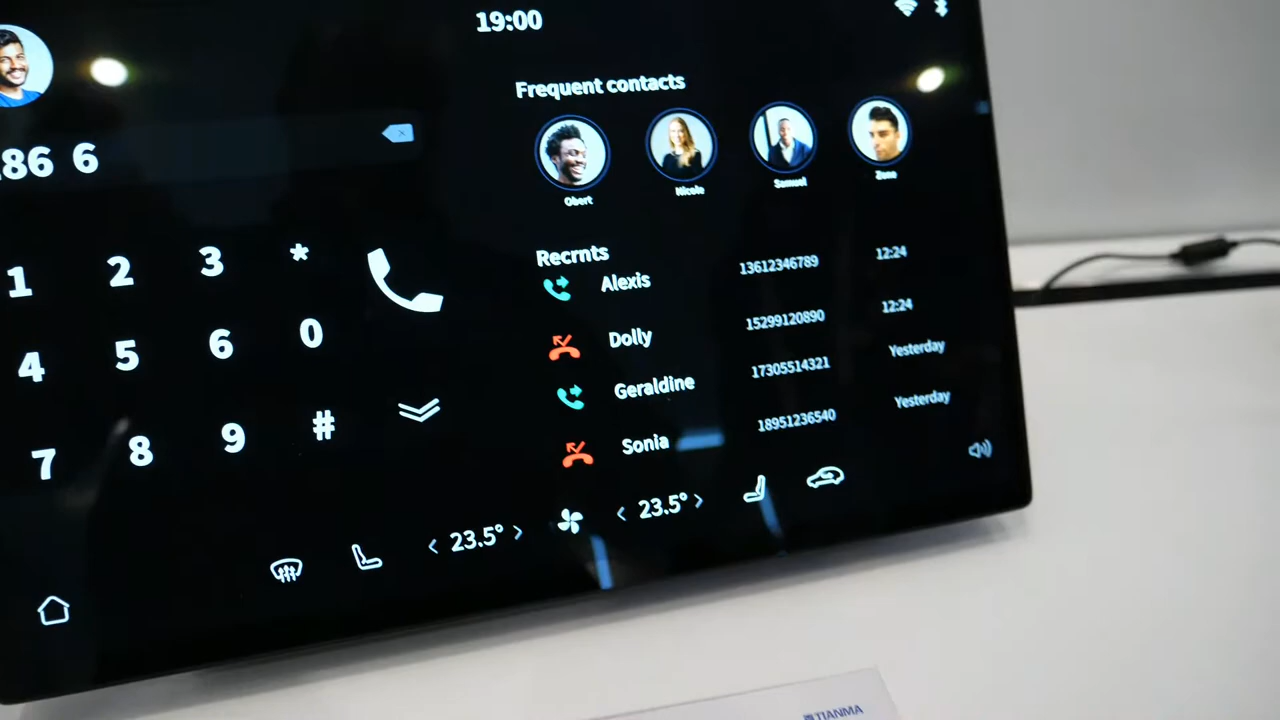 19:00
Frequent contacts
Obert Nicole Samuel Zone
86 6
1 2 3 *
4 5 6 0
7 8 9 #
Recrnts
Alexis 13612346789 12:24
Dolly 15299120890 12:24
Geraldine 17305514321 Yesterday
Sonia 18951236540 Yesterday
< 23.5° > < 23.5° >
TIANMA